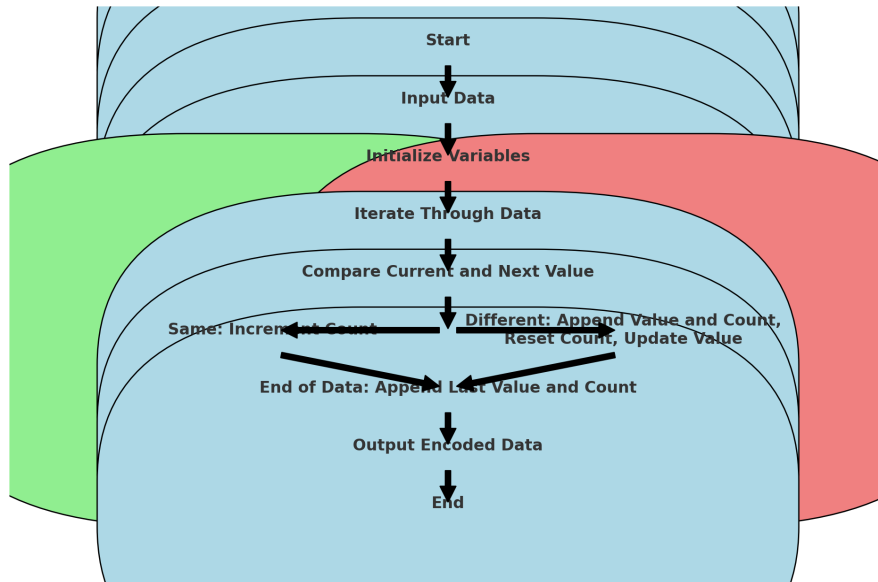 Start
Input Data
Initialize Variables
Iterate Through Data
Compare Current and Next Value
Same: Increment Count
Different: Append Value and Count,
Reset Count, Update Value
End of Data: Append Last Value and Count
Output Encoded Data
End